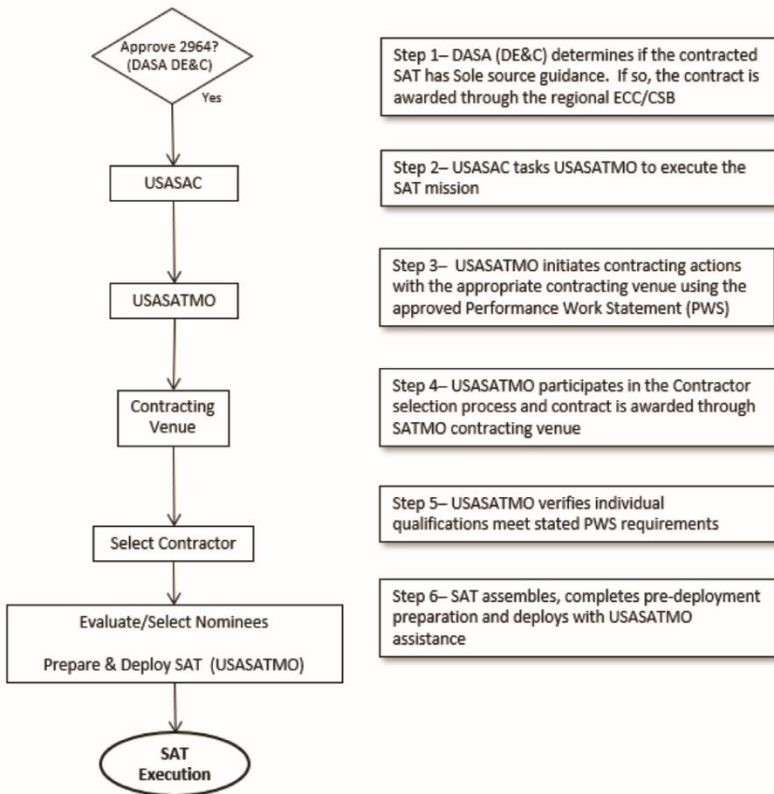 Approve 2964?
(DASA DE&C)
Yes
USASAC
USASATMO
Contracting
Venue
Select Contractor
Evaluate/Select Nominees
Prepare & Deploy SAT (USASATMO)
SAT
Execution
Step 1– DASA (DE&C) determines if the contracted
SAT has Sole source guidance. If so, the contract is
awarded through the regional ECC/CSB
Step 2– USASAC tasks USASATMO to execute the
SAT mission
Step 3– USASATMO initiates contracting actions
with the appropriate contracting venue using the
approved Performance Work Statement (PWS)
Step 4– USASATMO participates in the Contractor
selection process and contract is awarded through
SATMO contracting venue
Step 5– USASATMO verifies individual
qualifications meet stated PWS requirements
Step 6– SAT assembles, completes pre-deployment
preparation and deploys with USASATMO
assistance